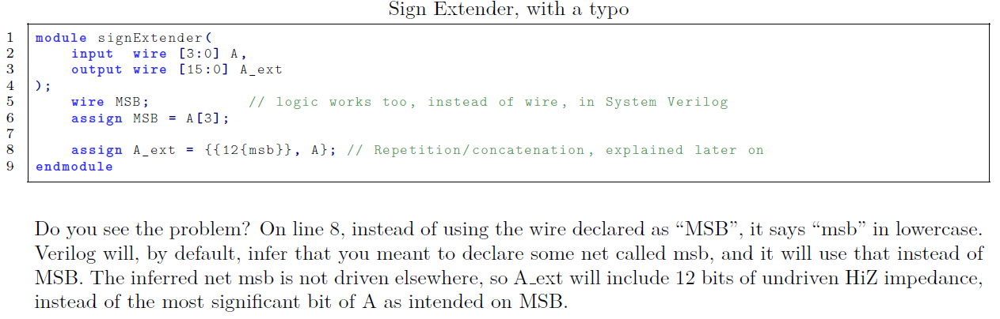 Sign Extender, with a typo
1 module signExtender(
2     input  wire [3:0] A,
3     output wire [15:0] A_ext
4 );
5     wire MSB;            // logic works too, instead of wire, in System Verilog
6     assign MSB = A[3];
7
8     assign A_ext = {{12{msb}}, A}; // Repetition/concatenation, explained later on
9 endmodule
Do you see the problem? On line 8, instead of using the wire declared as “MSB”, it says “msb” in lowercase.
Verilog will, by default, infer that you meant to declare some net called msb, and it will use that instead of
MSB. The inferred net msb is not driven elsewhere, so A_ext will include 12 bits of undriven HiZ impedance,
instead of the most significant bit of A as intended on MSB.